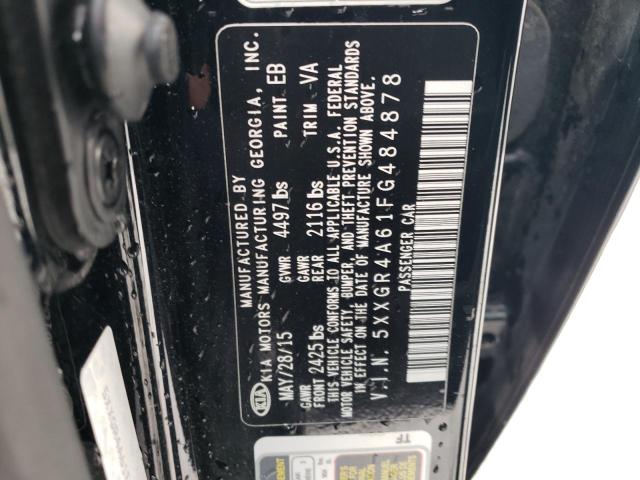 MANUFACTURED BY
KIA KIA MOTORS MANUFACTURING GEORGIA, INC.
MAY/28/15 GVWR 4497lbs PAINT EB
GAWR FRONT 2425lbs GAWR REAR 2116lbs TRIM VA
THIS VEHICLE CONFORMS TO ALL APPLICABLE U.S.A. FEDERAL
MOTOR VEHICLE SAFETY, BUMPER, AND THEFT PREVENTION STANDARDS
IN EFFECT ON THE DATE OF MANUFACTURE SHOWN ABOVE.
V.I.N. 5XXGR4A61FG484878
PASSENGER CAR